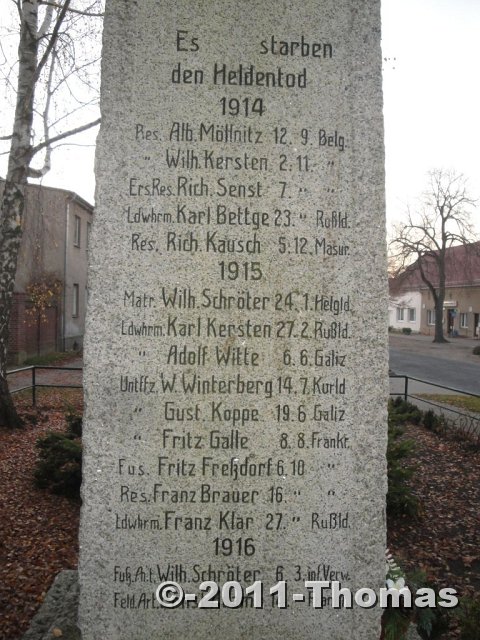 Es starben
den Heldentod
1914
Res. Alb. Möllnitz 12. 9. Belg.
" Wilh. Kersten 2. 11. "
Ers.Res. Rich. Senst 7. " "
Ldwhrm. Karl Bettge 23. " Rußld.
Res. Rich. Kausch 5. 12. Masur.
1915
Matr. Wilh. Schröter 24. 1. Helgld.
Ldwhrm. Karl Kersten 27. 2. Rußld.
" Adolf Witte 6. 6. Galiz
Untffz. W. Winterberg 14. 7. Kurld
" Gust. Koppe 19. 6 Galiz
" Fritz Galle 8. 8. Frankr.
Füs. Fritz Freßdorf 6. 10. "
Res. Franz Brauer 16. " "
Ldwhrm. Franz Klär 27. " Rußld.
1916
Fuß.Art. Wilh. Schröter 6. 3. inf. Verw.
Feld.Art.
©-2011-Thomas